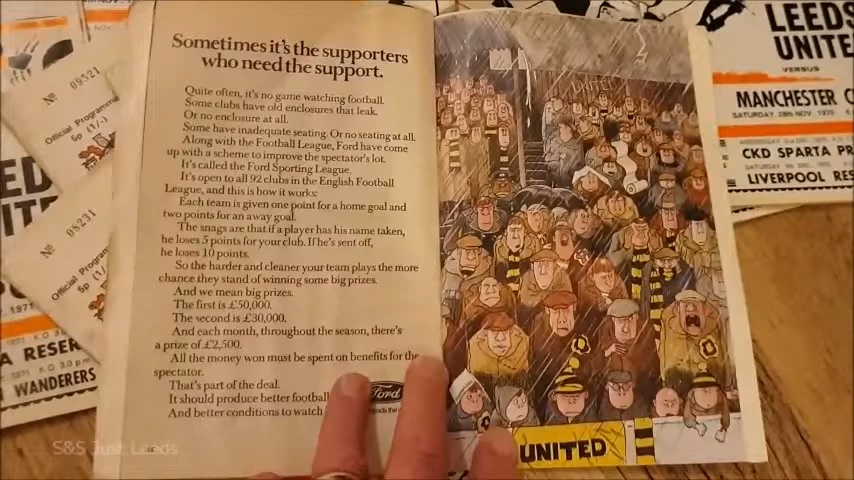 Sometimes it's the supporters
who need the support.
Quite often, it's no game watching football.
Some clubs have old enclosures that leak.
Or no enclosure at all.
Some have inadequate seating. Or no seating at all.
Along with the Football League, Ford have come
up with a scheme to improve the spectator's lot.
It's called the Ford Sporting League.
It's open to all 92 clubs in the English Football
League, and this is how it works:
Each team is given one point for a home goal and
two points for an away goal.
The snags are that if a player has his name taken,
he loses 5 points for your club. If he's sent off,
he loses 10 points.
So the harder and cleaner your team plays the more
chance they stand of winning some big prizes.
And we mean big prizes.
The first is £50,000.
The second is £30,000.
And each month, throughout the season, there's
a prize of £2,500.
All the money won must be spent on benefits for the
spectator.
That's part of the deal.
It should produce better football
And better conditions to watch
Ford
UNITED
LEEDS
UNITED
VERSUS
MANCHESTER
SATURDAY 28th NOV. 1970
CKD SPARTA
LIVERPOOL RES
No 09521
Official Programme
5p (1/-)
No 08231
Official
5p (1/-)
A RESE
WANDERERS
S&S Just Leeds